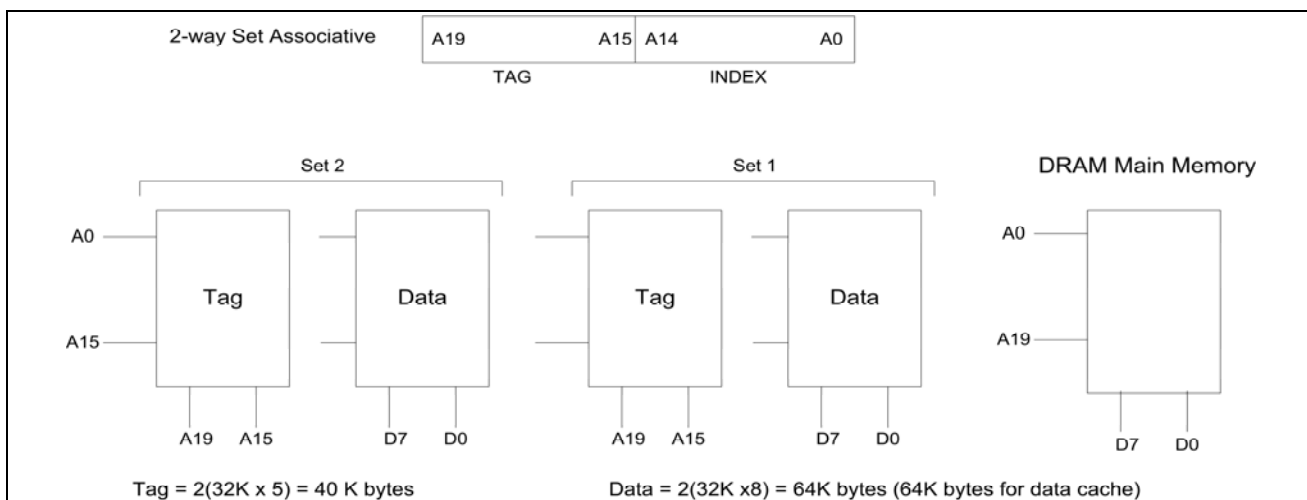 2-way Set Associative
A19 A15 A14 A0
TAG INDEX
Set 2 Set 1 DRAM Main Memory
A0 A0
Tag Data Tag Data
A15 A19
A19 A15 D7 D0 A19 A15 D7 D0 D7 D0
Tag = 2(32K x 5) = 40 K bytes Data = 2(32K x8) = 64K bytes (64K bytes for data cache)